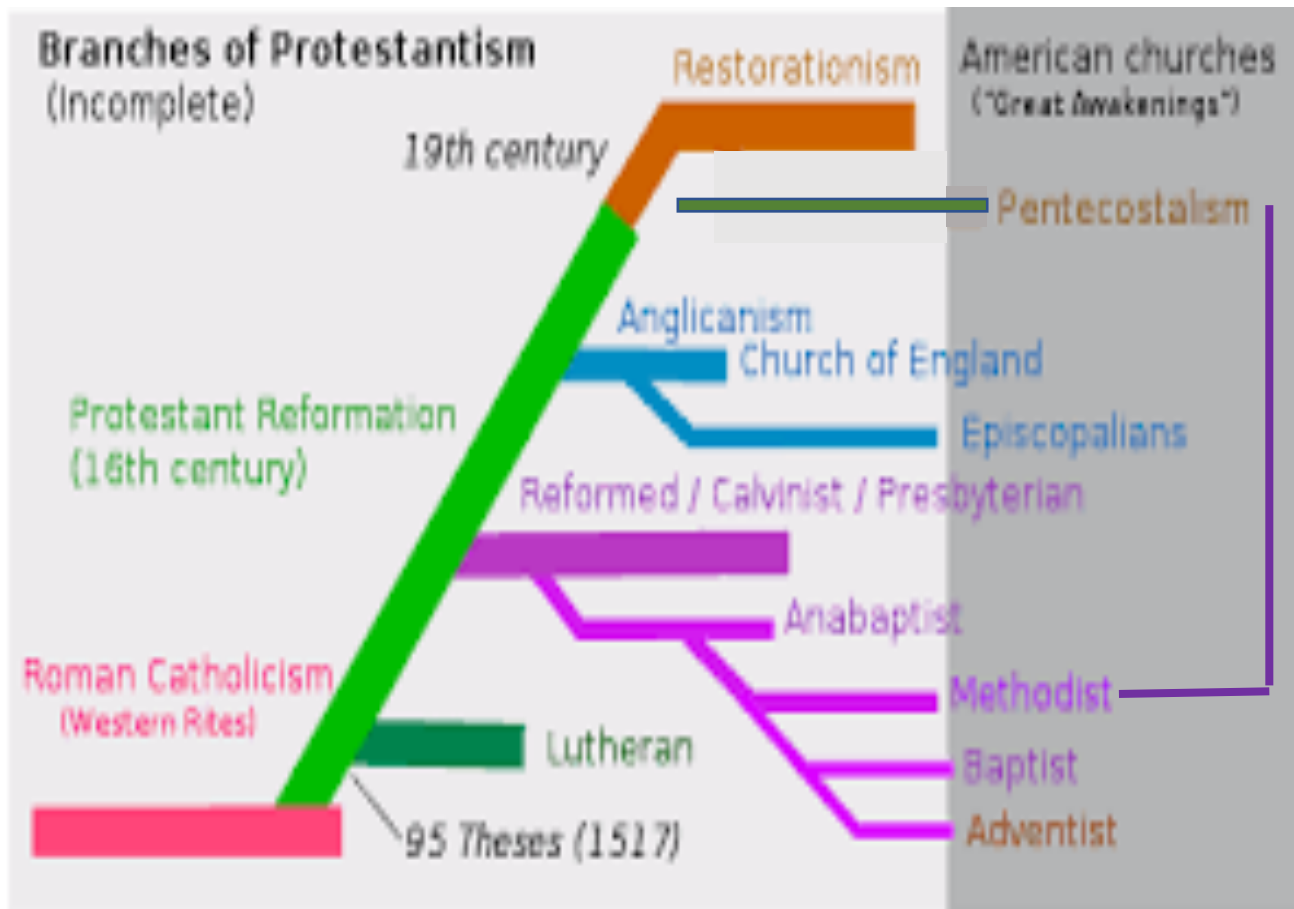 Branches of Protestantism
(Incomplete)
Restorationism
American churches
("Great Awakenings")
19th century
Pentecostalism
Anglicanism
Church of England
Episcopalians
Protestant Reformation
(16th century)
Reformed / Calvinist / Presbyterian
Anabaptist
Roman Catholicism
(Western Rites)
Methodist
Lutheran
Baptist
95 Theses (1517)
Adventist